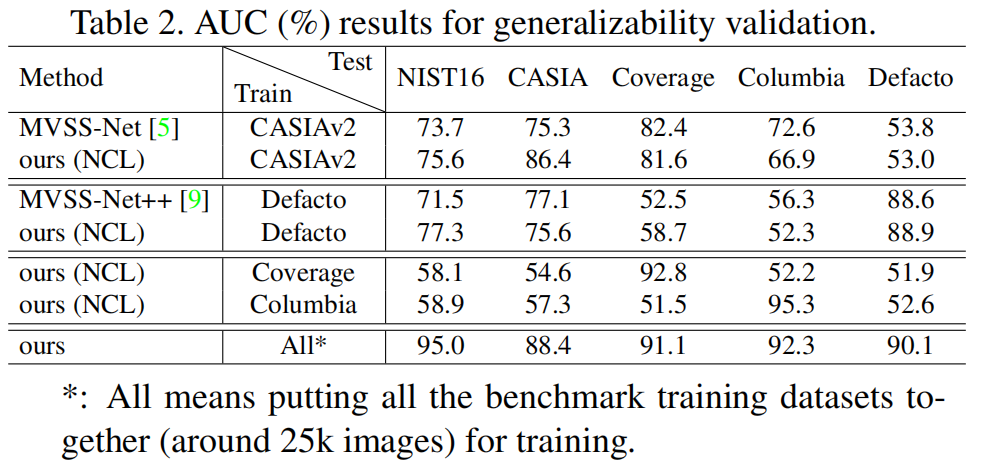 Table 2. AUC (%) results for generalizability validation.
Method Train Test NIST16 CASIA Coverage Columbia Defacto
MVSS-Net [5] CASIAv2 73.7 75.3 82.4 72.6 53.8
ours (NCL) CASIAv2 75.6 86.4 81.6 66.9 53.0
MVSS-Net++ [9] Defacto 71.5 77.1 52.5 56.3 88.6
ours (NCL) Defacto 77.3 75.6 58.7 52.3 88.9
ours (NCL) Coverage 58.1 54.6 92.8 52.2 51.9
ours (NCL) Columbia 58.9 57.3 51.5 95.3 52.6
ours All* 95.0 88.4 91.1 92.3 90.1
*: All means putting all the benchmark training datasets to-
gether (around 25k images) for training.